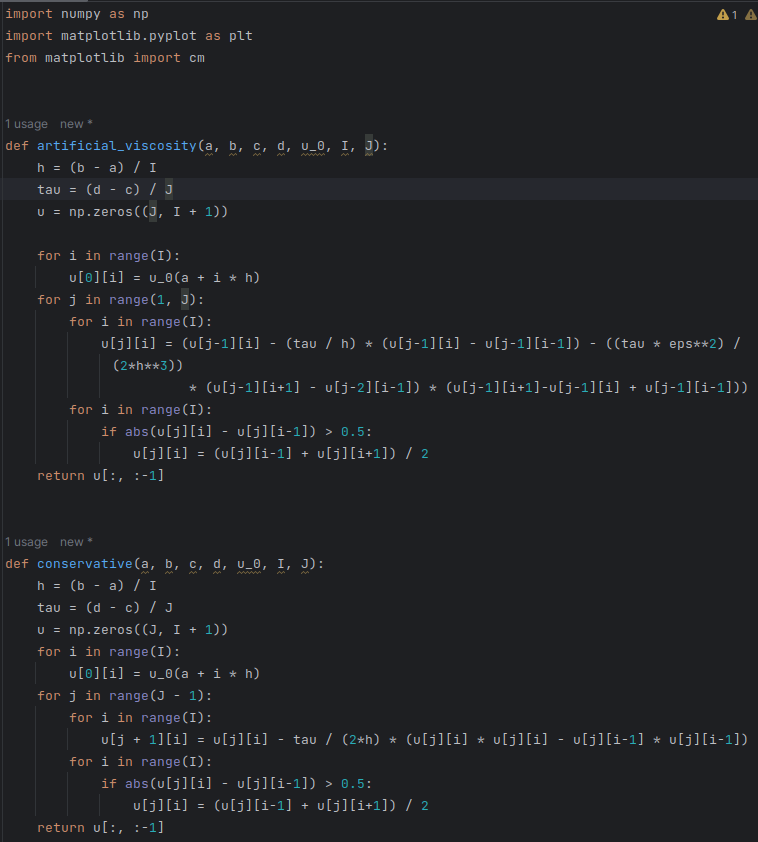 import numpy as np
1
import matplotlib.pyplot as plt
from matplotlib import cm
1 usage new *
def artificial_viscosity(a, b, c, d, u_0, I, J):
    h = (b - a) / I
    tau = (d - c) / J
    u = np.zeros((J, I + 1))
    for i in range(I):
        u[0][i] = u_0(a + i * h)
    for j in range(1, J):
        for i in range(I):
            u[j][i] = (u[j-1][i] - (tau / h) * (u[j-1][i] - u[j-1][i-1]) - ((tau * eps**2) /
            (2*h**3))
                       * (u[j-1][i+1] - u[j-2][i-1]) * (u[j-1][i+1]-u[j-1][i] + u[j-1][i-1]))
        for i in range(I):
            if abs(u[j][i] - u[j][i-1]) > 0.5:
                u[j][i] = (u[j][i-1] + u[j][i+1]) / 2
    return u[:, :-1]
1 usage new *
def conservative(a, b, c, d, u_0, I, J):
    h = (b - a) / I
    tau = (d - c) / J
    u = np.zeros((J, I + 1))
    for i in range(I):
        u[0][i] = u_0(a + i * h)
    for j in range(J - 1):
        for i in range(I):
            u[j + 1][i] = u[j][i] - tau / (2*h) * (u[j][i] * u[j][i] - u[j][i-1] * u[j][i-1])
        for i in range(I):
            if abs(u[j][i] - u[j][i-1]) > 0.5:
                u[j][i] = (u[j][i-1] + u[j][i+1]) / 2
    return u[:, :-1]